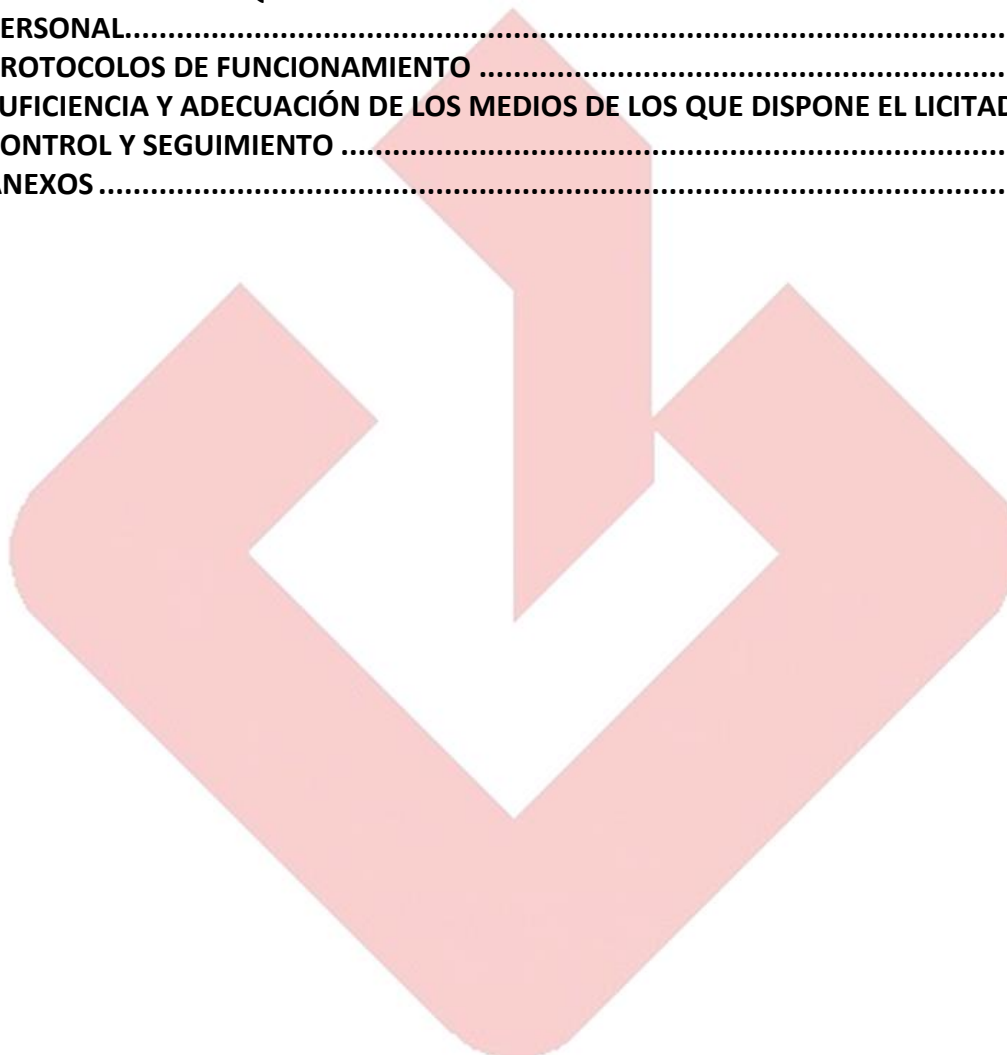 ERSONAL........................................................................................................
ROTOCOLOS DE FUNCIONAMIENTO ................................................................
UFICIENCIA Y ADECUACIÓN DE LOS MEDIOS DE LOS QUE DISPONE EL LICITAD
ONTROL Y SEGUIMIENTO ................................................................................
NEXOS ............................................................................................................